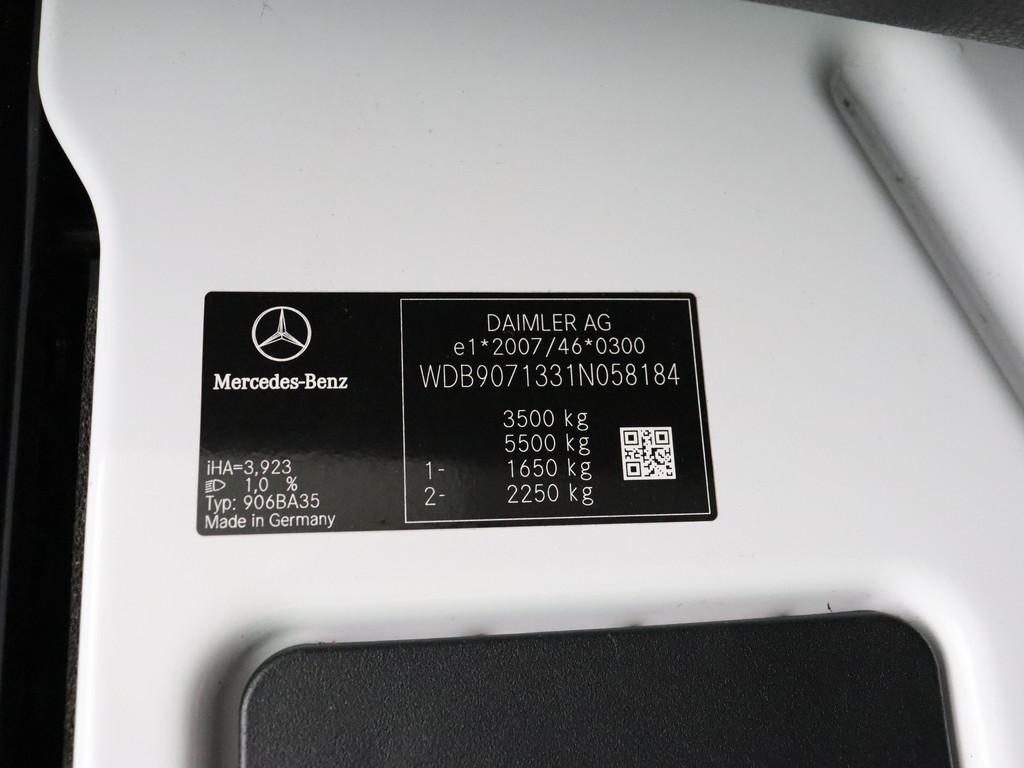 Mercedes-Benz
iHA=3,923
1,0 %
Typ: 906BA35
Made in Germany
DAIMLER AG
e1*2007/46*0300
WDB9071331N058184
3500 kg
5500 kg
1- 1650 kg
2- 2250 kg